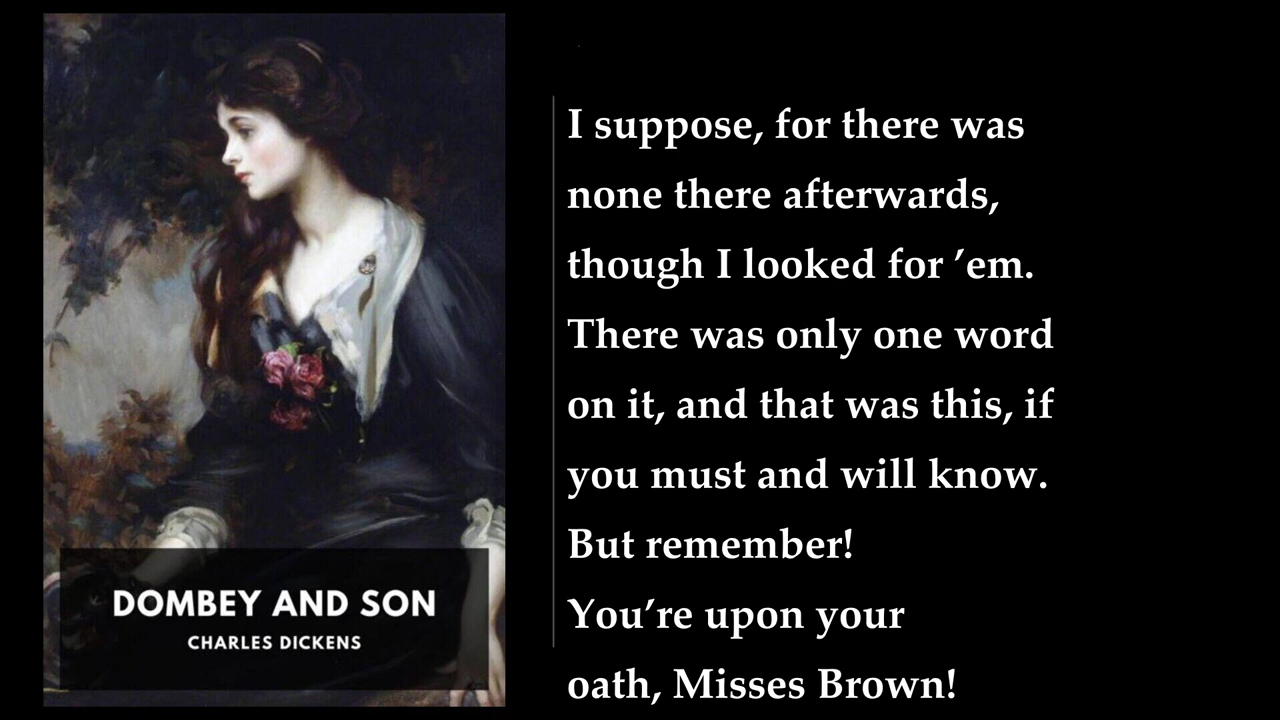 DOMBEY AND SON
CHARLES DICKENS
I suppose, for there was
none there afterwards,
though I looked for ’em.
There was only one word
on it, and that was this, if
you must and will know.
But remember!
You’re upon your
oath, Misses Brown!